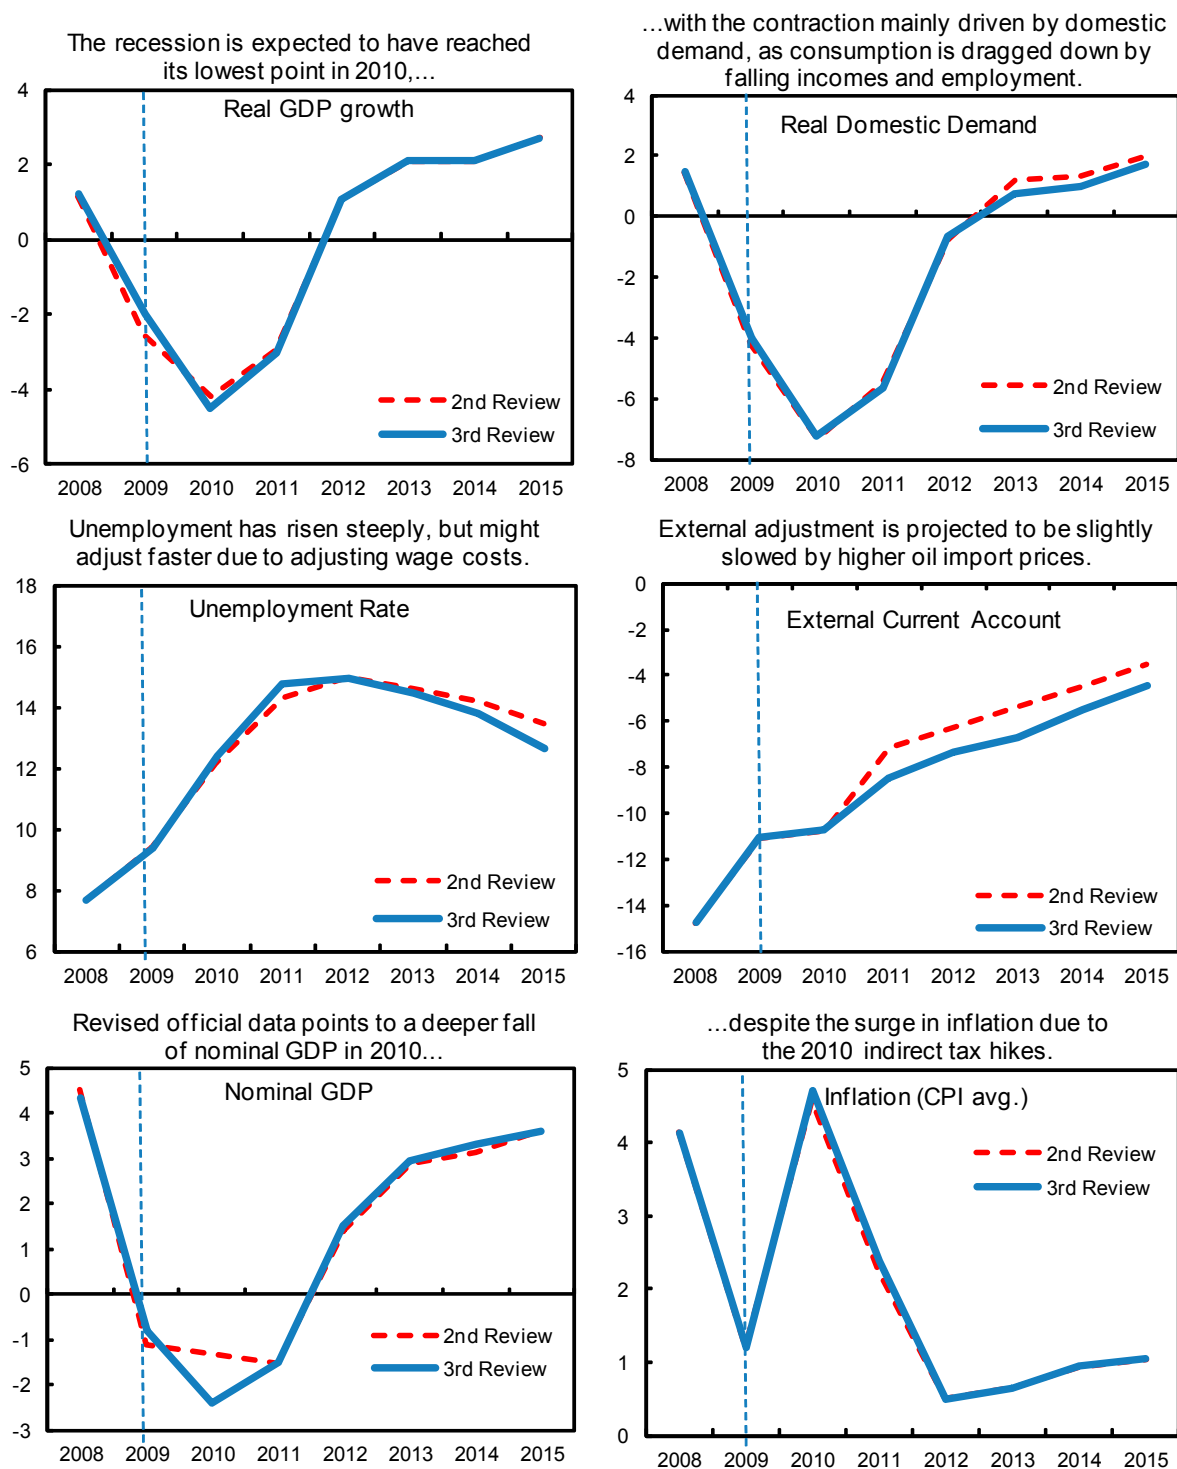 The recession is expected to have reached
its lowest point in 2010,…
Real GDP growth
4
2
0
-2
-4
-6
2nd Review
3rd Review
2008 2009 2010 2011 2012 2013 2014 2015
…with the contraction mainly driven by domestic
demand, as consumption is dragged down by
falling incomes and employment.
Real Domestic Demand
4
2
0
-2
-4
-6
-8
2nd Review
3rd Review
2008 2009 2010 2011 2012 2013 2014 2015
Unemployment has risen steeply, but might
adjust faster due to adjusting wage costs.
Unemployment Rate
18
16
14
12
10
8
6
2nd Review
3rd Review
2008 2009 2010 2011 2012 2013 2014 2015
External adjustment is projected to be slightly
slowed by higher oil import prices.
External Current Account
0
-2
-4
-6
-8
-10
-12
-14
-16
2nd Review
3rd Review
2008 2009 2010 2011 2012 2013 2014 2015
Revised official data points to a deeper fall
of nominal GDP in 2010…
Nominal GDP
5
4
3
2
1
0
-1
-2
-3
2nd Review
3rd Review
2008 2009 2010 2011 2012 2013 2014 2015
…despite the surge in inflation due to
the 2010 indirect tax hikes.
Inflation (CPI avg.)
5
4
3
2
1
0
2nd Review
3rd Review
2008 2009 2010 2011 2012 2013 2014 2015